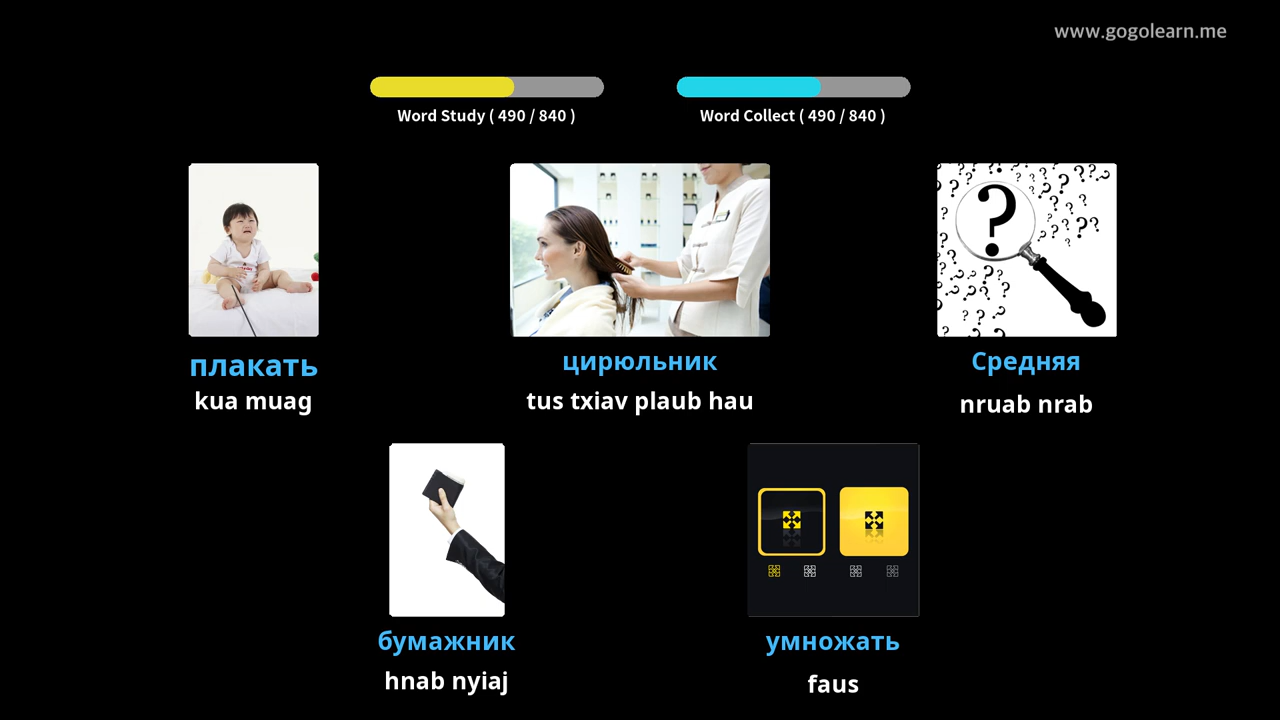 www.gogolearn.me
Word Study ( 490 / 840 )
Word Collect ( 490 / 840 )
плакать
kua muag
цирюльник
tus txiav plaub hau
Средняя
nruab nrab
бумажник
hnab nyiaj
умножать
faus